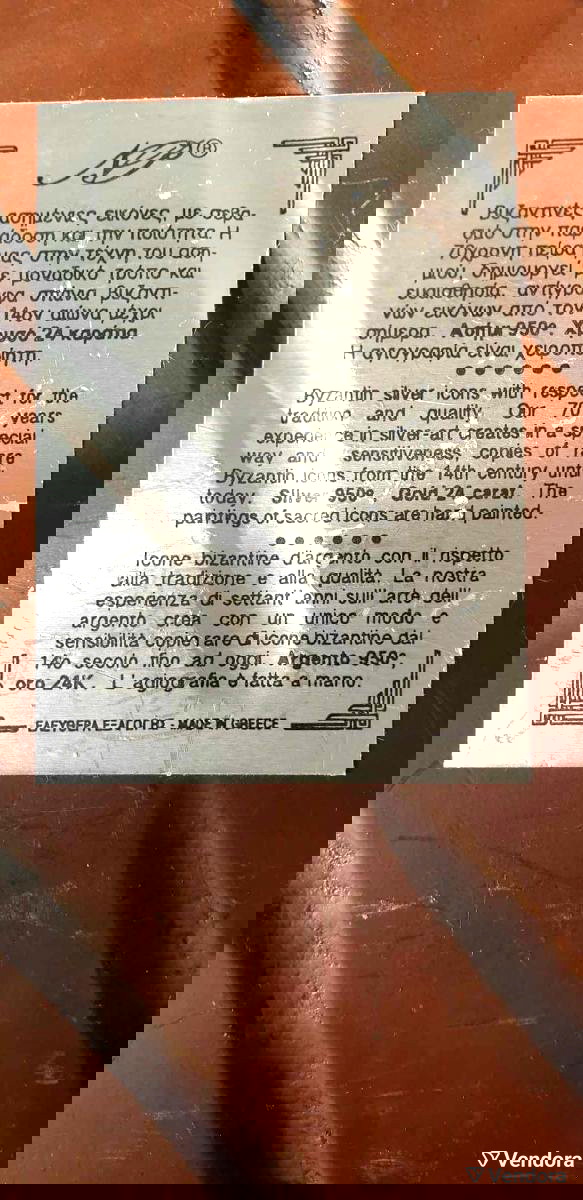 ®
Βυζαντινές ασημένιες εικόνες με σεβα-
σμό στην παράδοση και την ποιότητα. Η
70χρονη πείρα μας στην τέχνη του αση-
μιού, δημιουργεί με μοναδικό τρόπο και
ευαισθησία, αντίγραφα σπάνια βυζαντι-
νών εικόνων από τον 14ον αιώνα μέχρι
σήμερα. Ασήμι 950°, Χρυσό 24 καράτια.
Η αγιογραφία είναι χειροποίητη.
Byzantin silver icons with respect for the
tradition and quality. Our 70 years
experience in silver-art creates in a special
way and sensitiveness, copies of rare
Byzantin icons from the 14th century until
today. Silver 950°, Gold 24 carat. The
paintings of sacred icons are hand painted.
Icone bizantine d'argento con il rispetto
alla tradizione e alla qualità. La nostra
esperienza di settant' anni sull 'arte dell'
argento crea con un unico modo e
sensibilità copie rare di icone bizantine dal
14o secolo fino ad oggi. Argento 950°,
oro 24K. L'agiografia è fatta a mano.
ΕΛΕΥΘΕΡΑ ΕΞΑΓΩΓΗΣ - MADE IN GREECE
Vendora